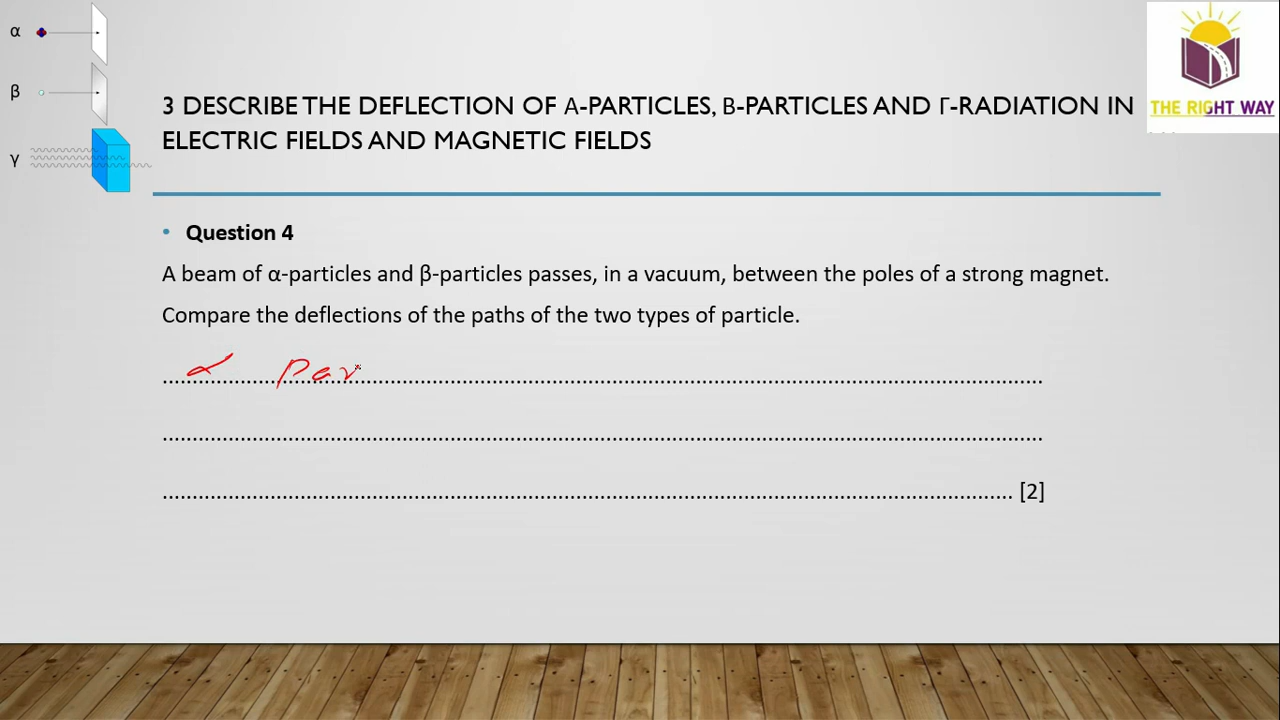 α
β
γ
THE RIGHT WAY
3 DESCRIBE THE DEFLECTION OF Α-PARTICLES, Β-PARTICLES AND Γ-RADIATION IN
ELECTRIC FIELDS AND MAGNETIC FIELDS
• Question 4
A beam of α-particles and β-particles passes, in a vacuum, between the poles of a strong magnet.
Compare the deflections of the paths of the two types of particle.
α par
[2]